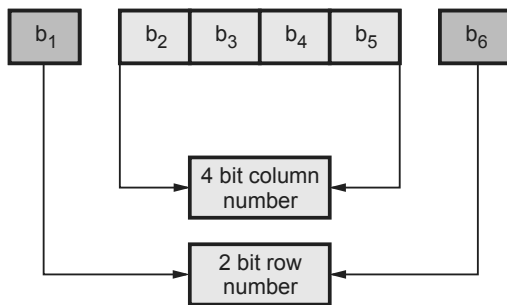 b₁ b₂ b₃ b₄ b₅ b₆
4 bit column
number
2 bit row
number